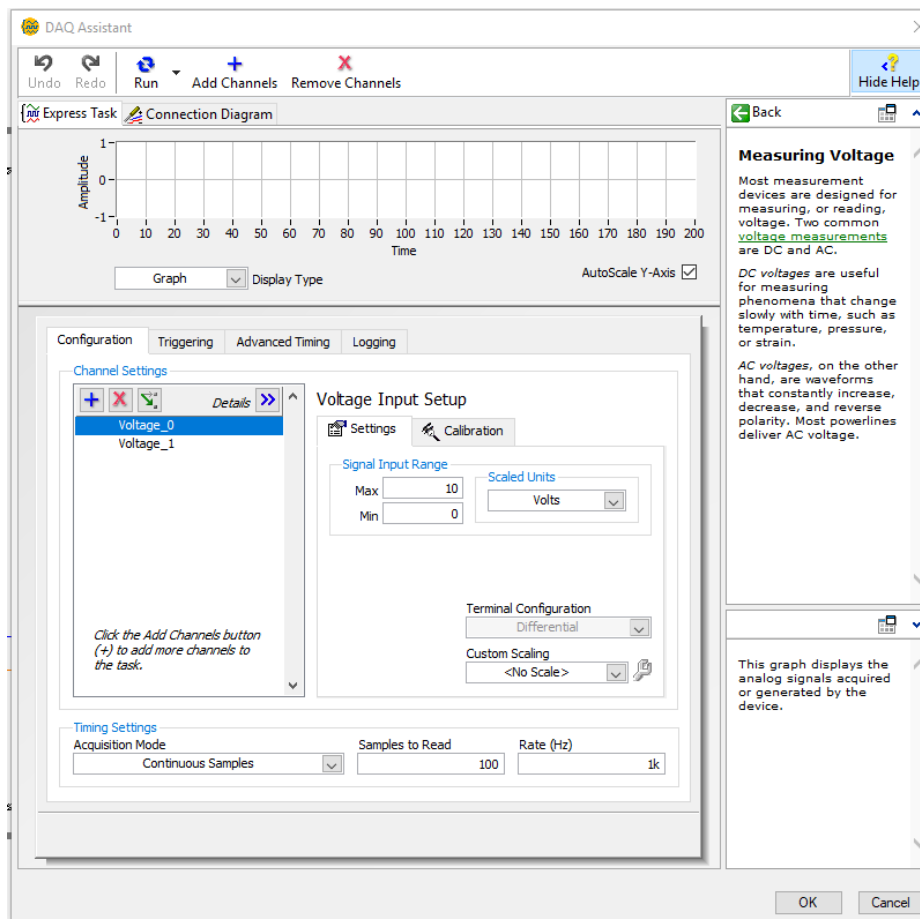 DAQ Assistant
Undo Redo Run Add Channels Remove Channels Hide Help
Express Task Connection Diagram
Back
1
0
-1
Amplitude
0 10 20 30 40 50 60 70 80 90 100 110 120 130 140 150 160 170 180 190 200
Time
Graph Display Type AutoScale Y-Axis
Configuration Triggering Advanced Timing Logging
Channel Settings
Details
Voltage_0
Voltage_1
Click the Add Channels button
(+) to add more channels to
the task.
Voltage Input Setup
Settings Calibration
Signal Input Range
Max 10
Min 0
Scaled Units
Volts
Terminal Configuration
Differential
Custom Scaling
<No Scale>
Timing Settings
Acquisition Mode Samples to Read Rate (Hz)
Continuous Samples 100 1k
Measuring Voltage
Most measurement
devices are designed for
measuring, or reading,
voltage. Two common
voltage measurements
are DC and AC.
DC voltages are useful
for measuring
phenomena that change
slowly with time, such as
temperature, pressure,
or strain.
AC voltages, on the other
hand, are waveforms
that constantly increase,
decrease, and reverse
polarity. Most powerlines
deliver AC voltage.
This graph displays the
analog signals acquired
or generated by the
device.
OK Cancel